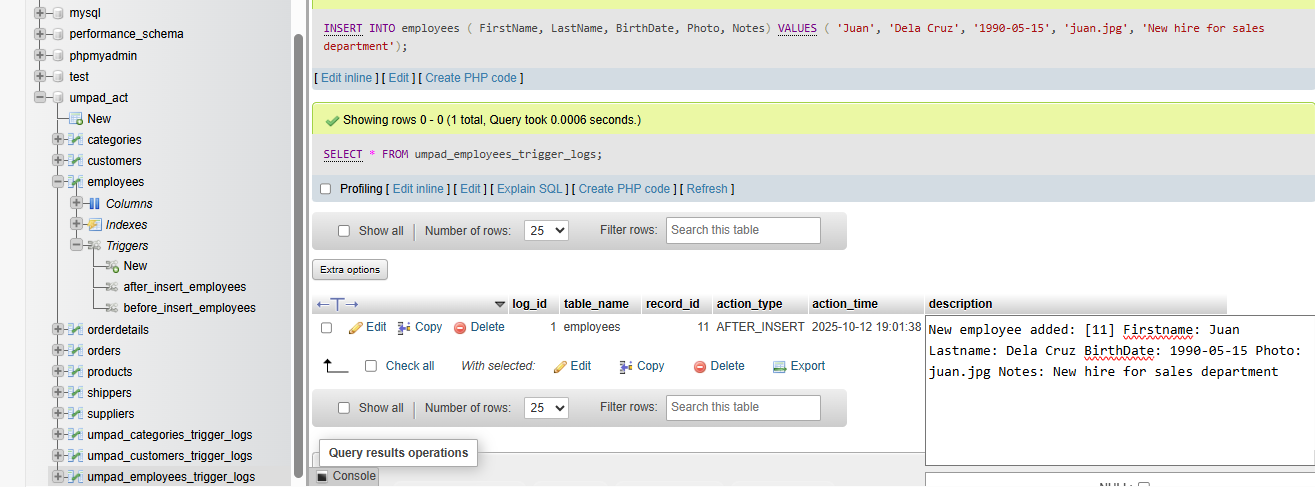 mysql
performance_schema
phpmyadmin
test
umpad_act
New
categories
customers
employees
Columns
Indexes
Triggers
New
after_insert_employees
before_insert_employees
orderdetails
orders
products
shippers
suppliers
umpad_categories_trigger_logs
umpad_customers_trigger_logs
umpad_employees_trigger_logs
INSERT INTO employees ( FirstName, LastName, BirthDate, Photo, Notes) VALUES ( 'Juan', 'Dela Cruz', '1990-05-15', 'juan.jpg', 'New hire for sales
department');
[ Edit inline ] [ Edit ] [ Create PHP code ]
Showing rows 0 - 0 (1 total, Query took 0.0006 seconds.)
SELECT * FROM umpad_employees_trigger_logs;
Profiling [ Edit inline ] [ Edit ] [ Explain SQL ] [ Create PHP code ] [ Refresh ]
Show all | Number of rows: 25 Filter rows: Search this table
Extra options
←T→ log_id table_name record_id action_type action_time description
Edit Copy Delete 1 employees 11 AFTER_INSERT 2025-10-12 19:01:38
New employee added: [11] Firstname: Juan
Lastname: Dela Cruz BirthDate: 1990-05-15 Photo:
juan.jpg Notes: New hire for sales department
Check all With selected: Edit Copy Delete Export
Show all | Number of rows: 25 Filter rows: Search this table
Query results operations
Console